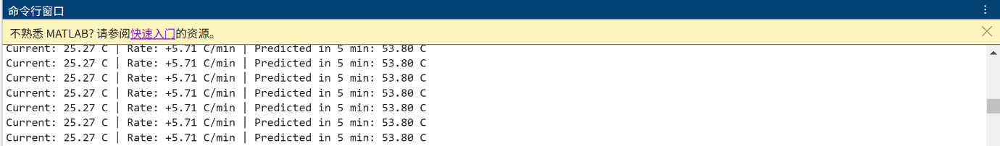 命令行窗口
不熟悉 MATLAB? 请参阅快速入门的资源。
Current: 25.27 C | Rate: +5.71 C/min | Predicted in 5 min: 53.80 C
Current: 25.27 C | Rate: +5.71 C/min | Predicted in 5 min: 53.80 C
Current: 25.27 C | Rate: +5.71 C/min | Predicted in 5 min: 53.80 C
Current: 25.27 C | Rate: +5.71 C/min | Predicted in 5 min: 53.80 C
Current: 25.27 C | Rate: +5.71 C/min | Predicted in 5 min: 53.80 C
Current: 25.27 C | Rate: +5.71 C/min | Predicted in 5 min: 53.80 C
Current: 25.27 C | Rate: +5.71 C/min | Predicted in 5 min: 53.80 C